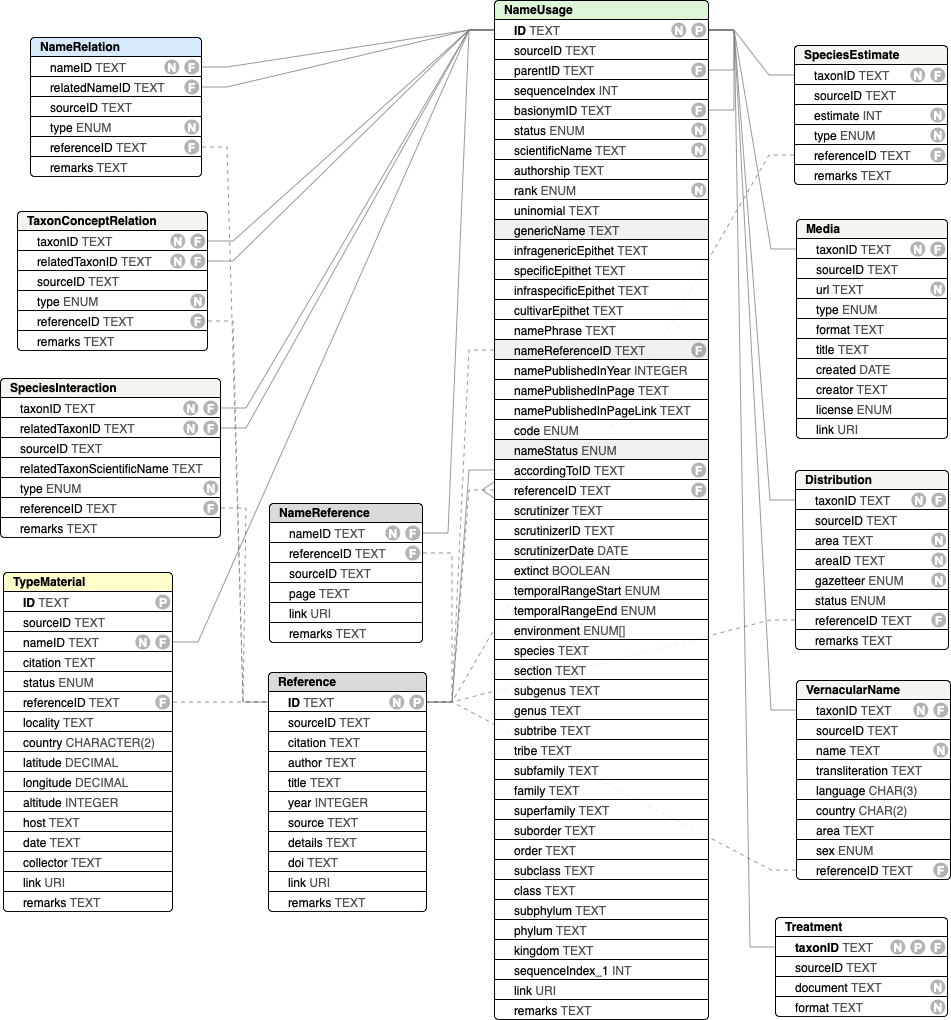 NameRelation
nameID TEXT N F
relatedNameID TEXT F
sourceID TEXT
type ENUM N
referenceID TEXT F
remarks TEXT
TaxonConceptRelation
taxonID TEXT N F
relatedTaxonID TEXT N F
sourceID TEXT
type ENUM N
referenceID TEXT F
remarks TEXT
SpeciesInteraction
taxonID TEXT N F
relatedTaxonID TEXT N F
sourceID TEXT
relatedTaxonScientificName TEXT
type ENUM N
referenceID TEXT F
remarks TEXT
TypeMaterial
ID TEXT P
sourceID TEXT
nameID TEXT N F
citation TEXT
status ENUM
referenceID TEXT F
locality TEXT
country CHARACTER(2)
latitude DECIMAL
longitude DECIMAL
altitude INTEGER
host TEXT
date TEXT
collector TEXT
link URI
remarks TEXT
NameReference
nameID TEXT N F
referenceID TEXT F
sourceID TEXT
page TEXT
link URI
remarks TEXT
Reference
ID TEXT N P
sourceID TEXT
citation TEXT
author TEXT
title TEXT
year INTEGER
source TEXT
details TEXT
doi TEXT
link URI
remarks TEXT
NameUsage
ID TEXT N P
sourceID TEXT
parentID TEXT F
sequenceIndex INT
basionymID TEXT F
status ENUM N
scientificName TEXT N
authorship TEXT
rank ENUM N
uninomial TEXT
genericName TEXT
infragenericEpithet TEXT
specificEpithet TEXT
infraspecificEpithet TEXT
cultivarEpithet TEXT
namePhrase TEXT
nameReferenceID TEXT F
namePublishedInYear INTEGER
namePublishedInPage TEXT
namePublishedInPageLink TEXT
code ENUM
nameStatus ENUM
accordingToID TEXT F
referenceID TEXT F
scrutinizer TEXT
scrutinizerID TEXT
scrutinizerDate DATE
extinct BOOLEAN
temporalRangeStart ENUM
temporalRangeEnd ENUM
environment ENUM[]
species TEXT
section TEXT
subgenus TEXT
genus TEXT
subtribe TEXT
tribe TEXT
subfamily TEXT
family TEXT
superfamily TEXT
suborder TEXT
order TEXT
subclass TEXT
class TEXT
subphylum TEXT
phylum TEXT
kingdom TEXT
sequenceIndex_1 INT
link URI
remarks TEXT
SpeciesEstimate
taxonID TEXT N F
sourceID TEXT
estimate INT N
type ENUM N
referenceID TEXT F
remarks TEXT
Media
taxonID TEXT N F
sourceID TEXT
url TEXT N
type ENUM
format TEXT
title TEXT
created DATE
creator TEXT
license ENUM
link URI
Distribution
taxonID TEXT N F
sourceID TEXT
area TEXT N
areaID TEXT N
gazetteer ENUM N
status ENUM
referenceID TEXT F
remarks TEXT
VernacularName
taxonID TEXT N F
sourceID TEXT
name TEXT N
transliteration TEXT
language CHAR(3)
country CHAR(2)
area TEXT
sex ENUM
referenceID TEXT F
Treatment
taxonID TEXT N P F
sourceID TEXT
document TEXT N
format TEXT N